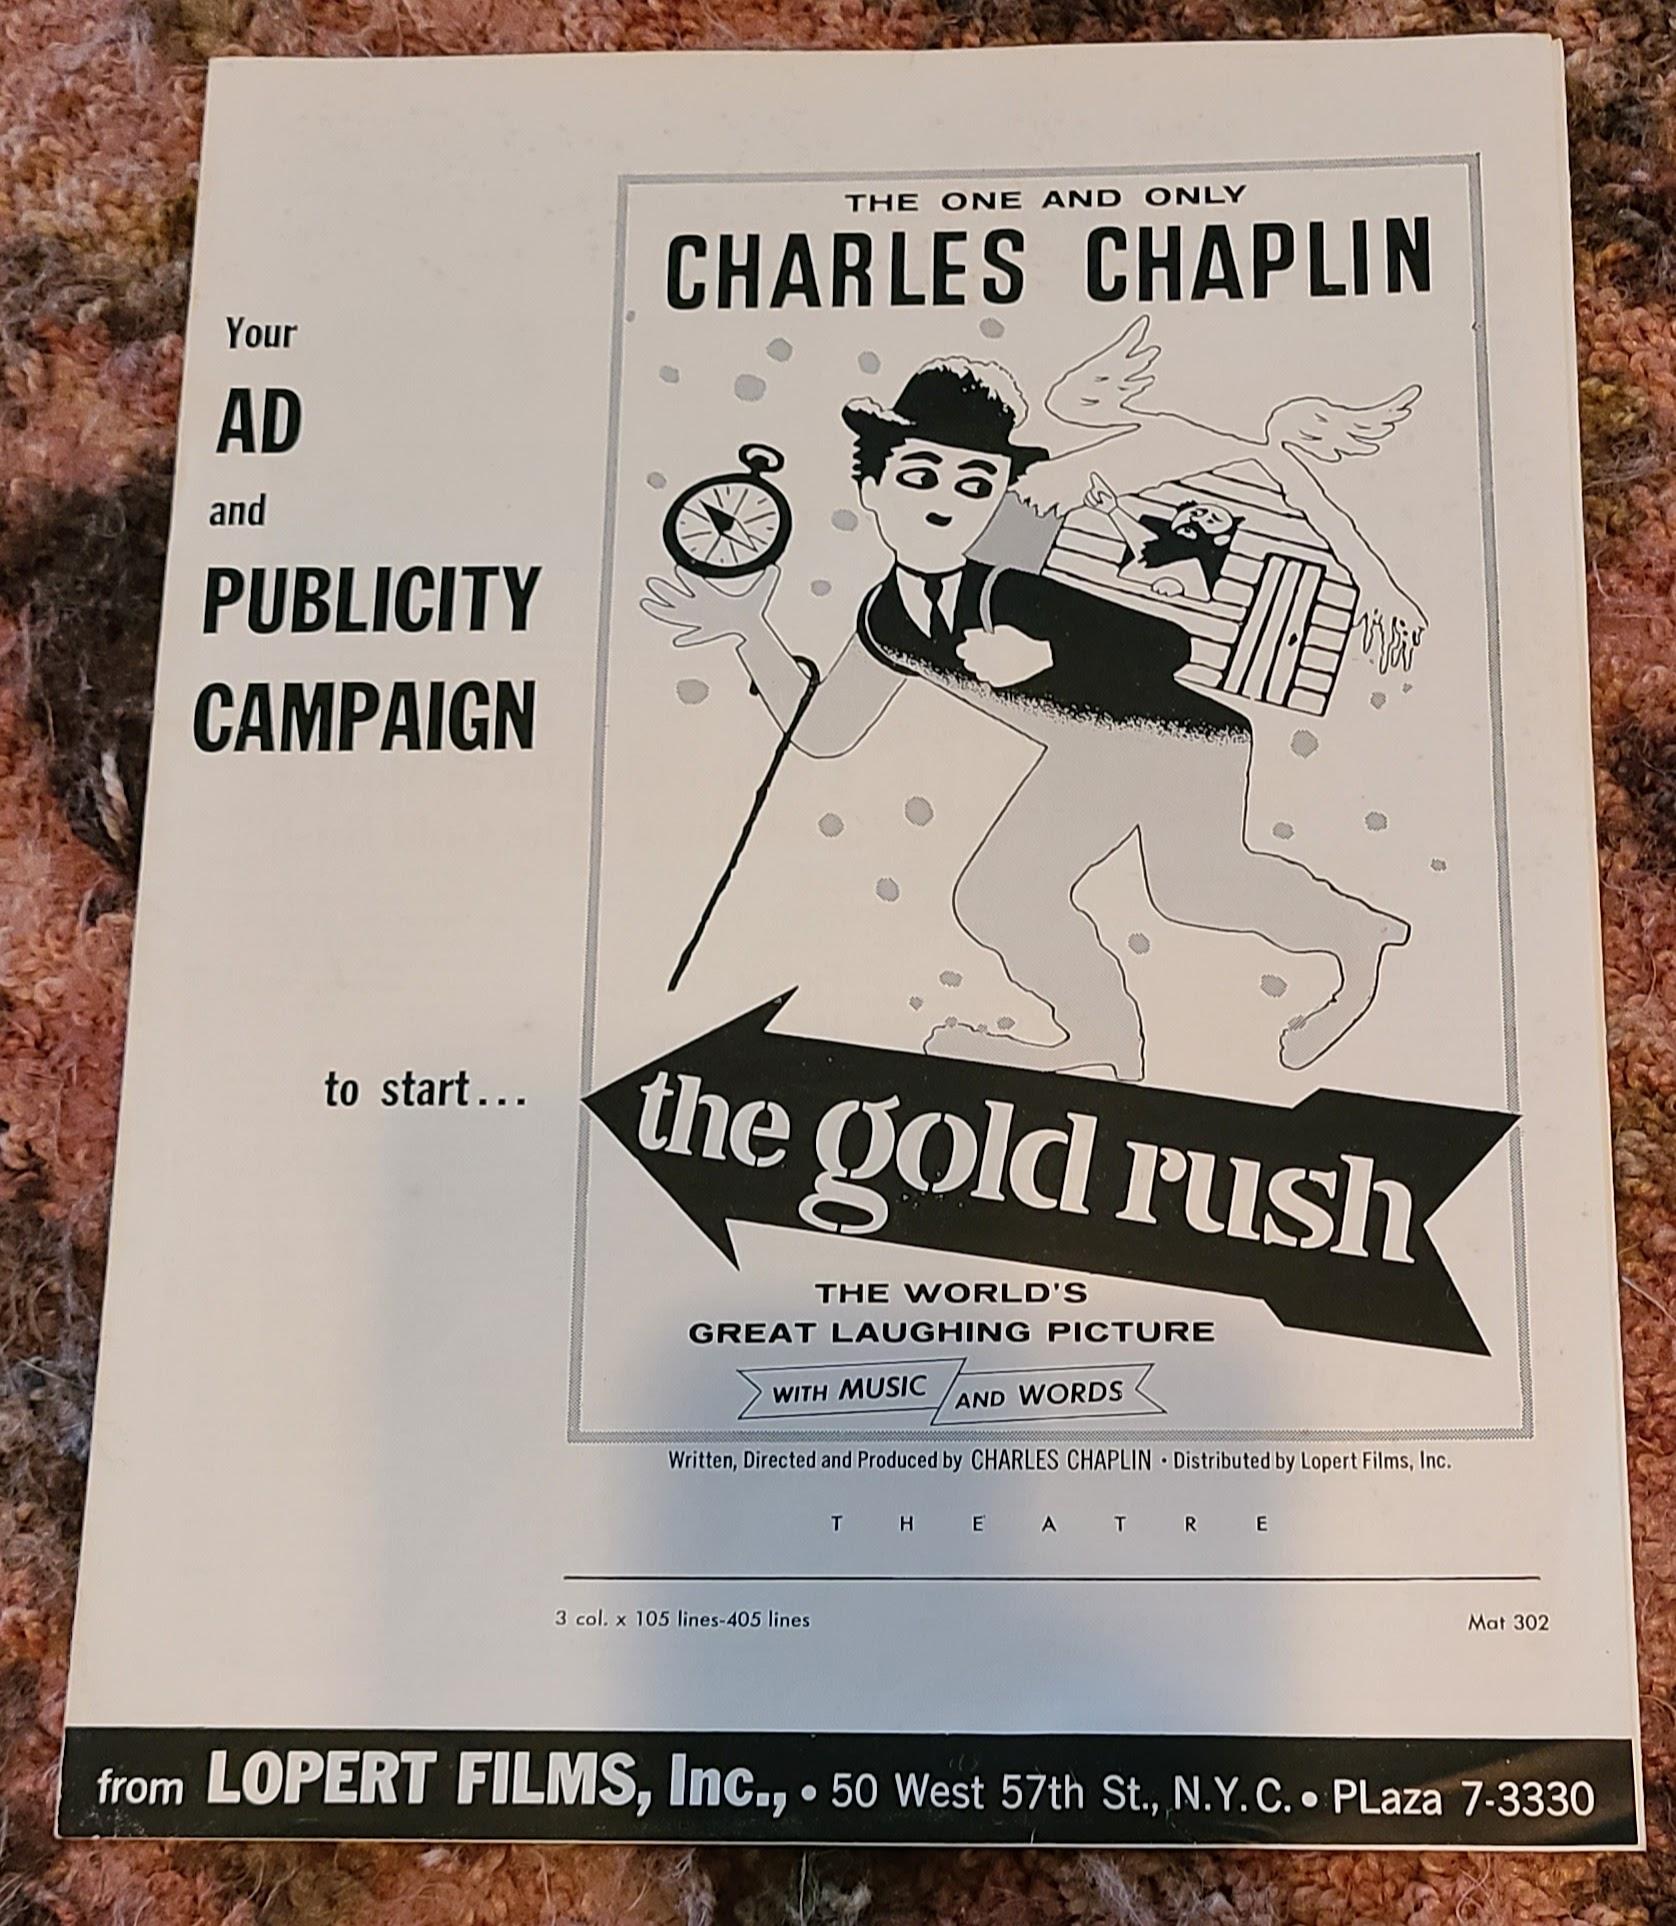 Your
AD
and
PUBLICITY
CAMPAIGN
to start...
THE ONE AND ONLY
CHARLES CHAPLIN
the gold rush
THE WORLD'S
GREAT LAUGHING PICTURE
WITH MUSIC AND WORDS
Written, Directed and Produced by CHARLES CHAPLIN • Distributed by Lopert Films, Inc.
THEATRE
3 col. x 105 lines-405 lines
Mat 302
from LOPERT FILMS, Inc., • 50 West 57th St., N.Y.C. • PLaza 7-3330